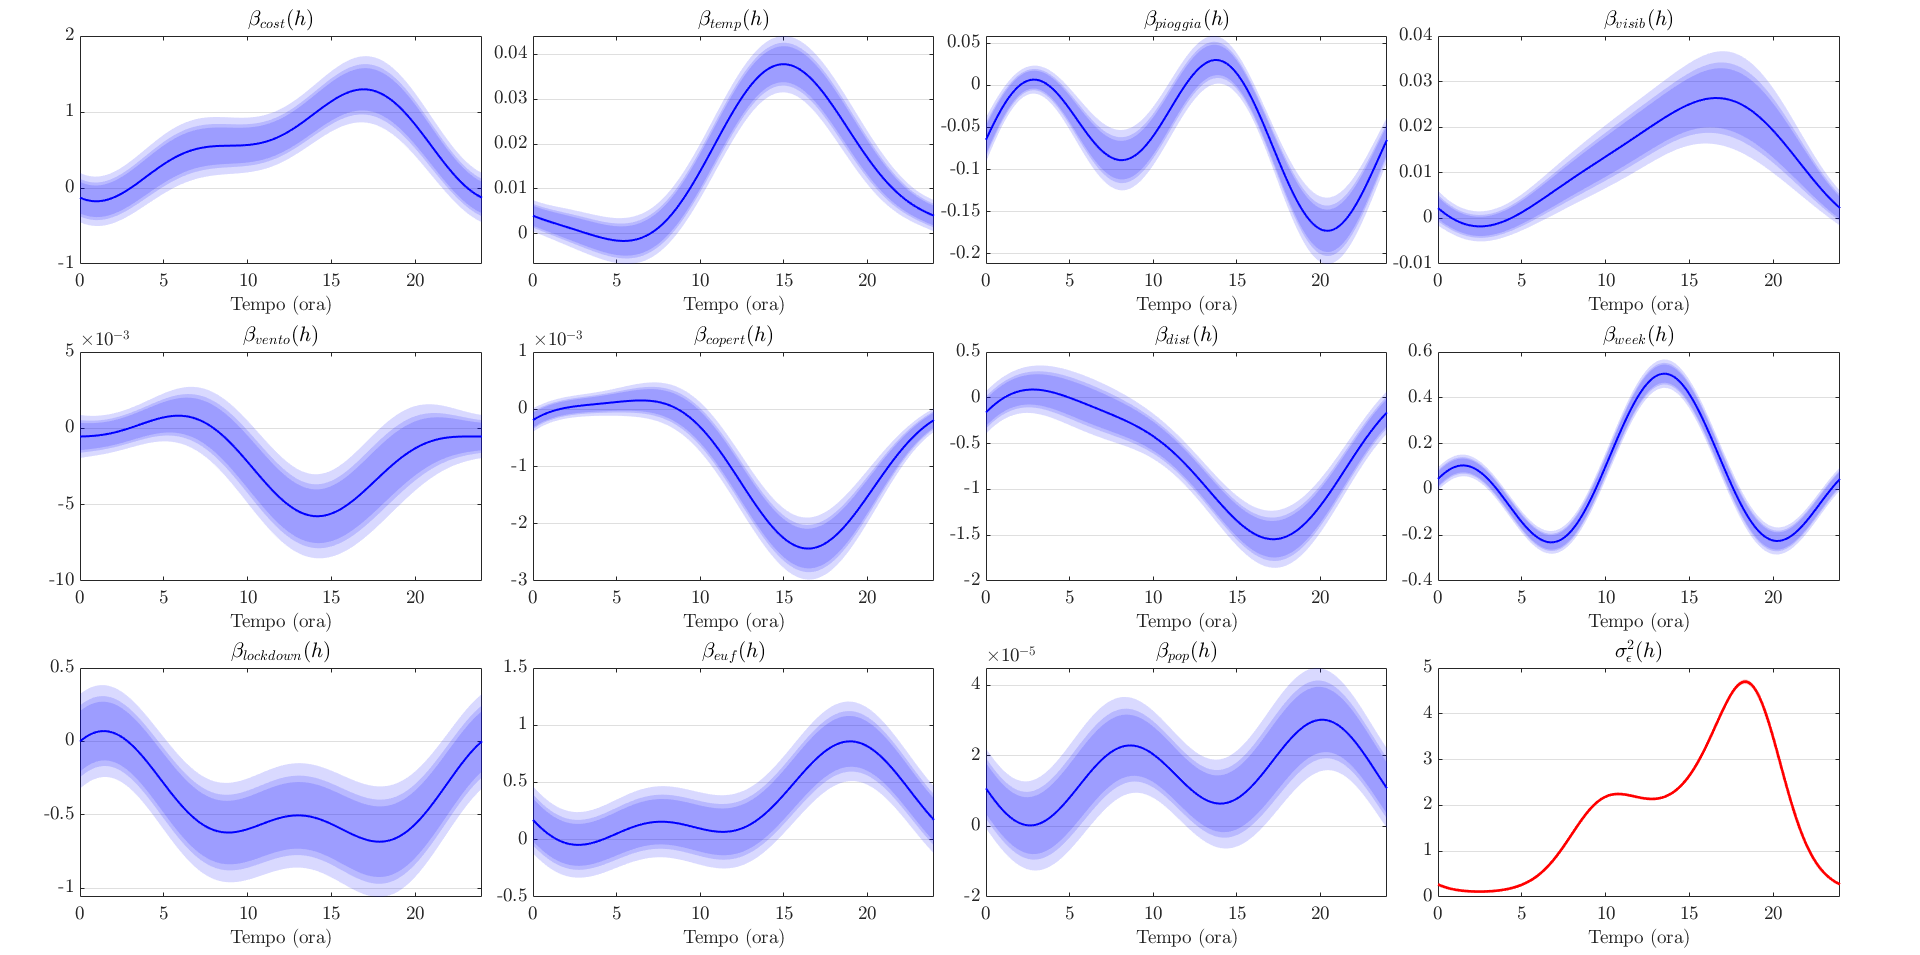 β_cost(h)
2
1
0
-1
0 5 10 15 20
Tempo (ora)
β_temp(h)
0.04
0.03
0.02
0.01
0
0 5 10 15 20
Tempo (ora)
β_pioggia(h)
0.05
0
-0.05
-0.1
-0.15
-0.2
0 5 10 15 20
Tempo (ora)
β_visib(h)
0.04
0.03
0.02
0.01
0
-0.01
0 5 10 15 20
Tempo (ora)
β_vento(h)
×10⁻³
5
0
-5
-10
0 5 10 15 20
Tempo (ora)
β_copert(h)
×10⁻³
1
0
-1
-2
-3
0 5 10 15 20
Tempo (ora)
β_dist(h)
0.5
0
-0.5
-1
-1.5
-2
0 5 10 15 20
Tempo (ora)
β_week(h)
0.6
0.4
0.2
0
-0.2
-0.4
0 5 10 15 20
Tempo (ora)
β_lockdown(h)
0.5
0
-0.5
-1
0 5 10 15 20
Tempo (ora)
β_euf(h)
1.5
1
0.5
0
-0.5
0 5 10 15 20
Tempo (ora)
β_pop(h)
×10⁻⁵
4
2
0
-2
0 5 10 15 20
Tempo (ora)
σ²_ϵ(h)
5
4
3
2
1
0
0 5 10 15 20
Tempo (ora)